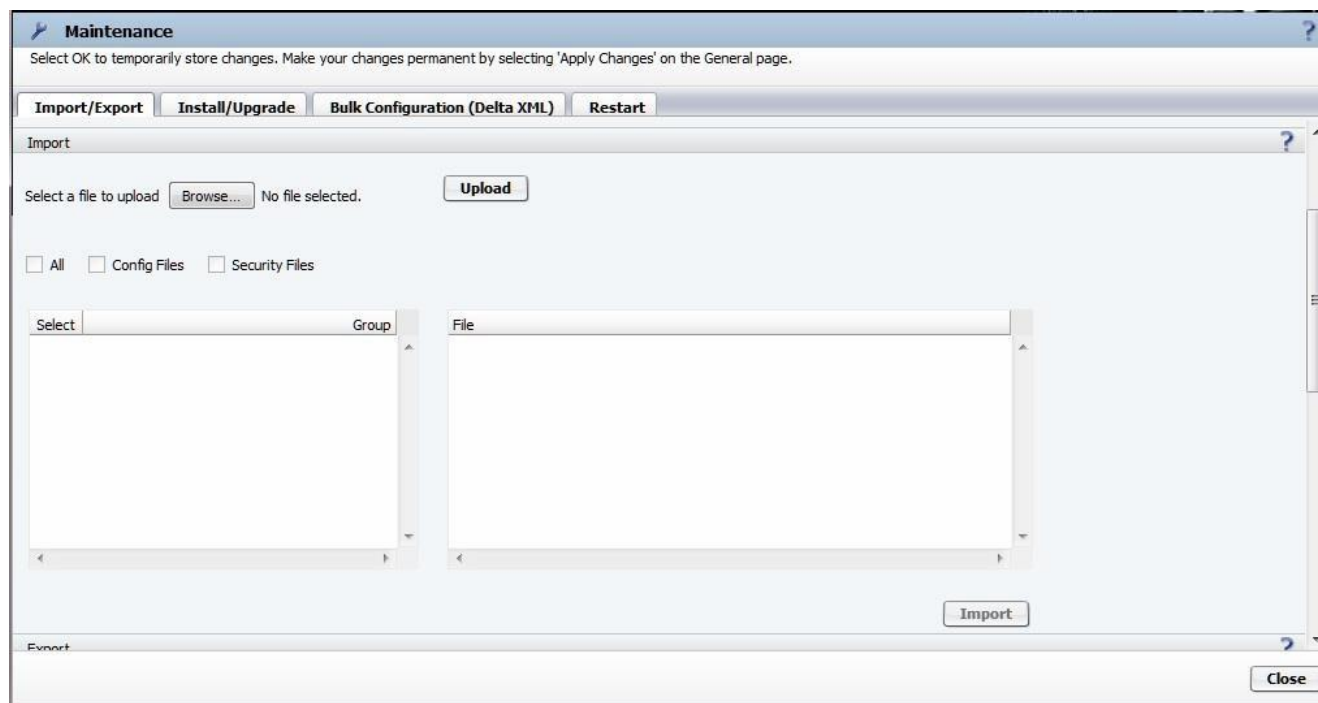 Maintenance ?
Select OK to temporarily store changes. Make your changes permanent by selecting 'Apply Changes' on the General page.
Import/Export Install/Upgrade Bulk Configuration (Delta XML) Restart
Import ?
Select a file to upload Browse... No file selected. Upload
All Config Files Security Files
Select Group File
Import
Export ?
Close